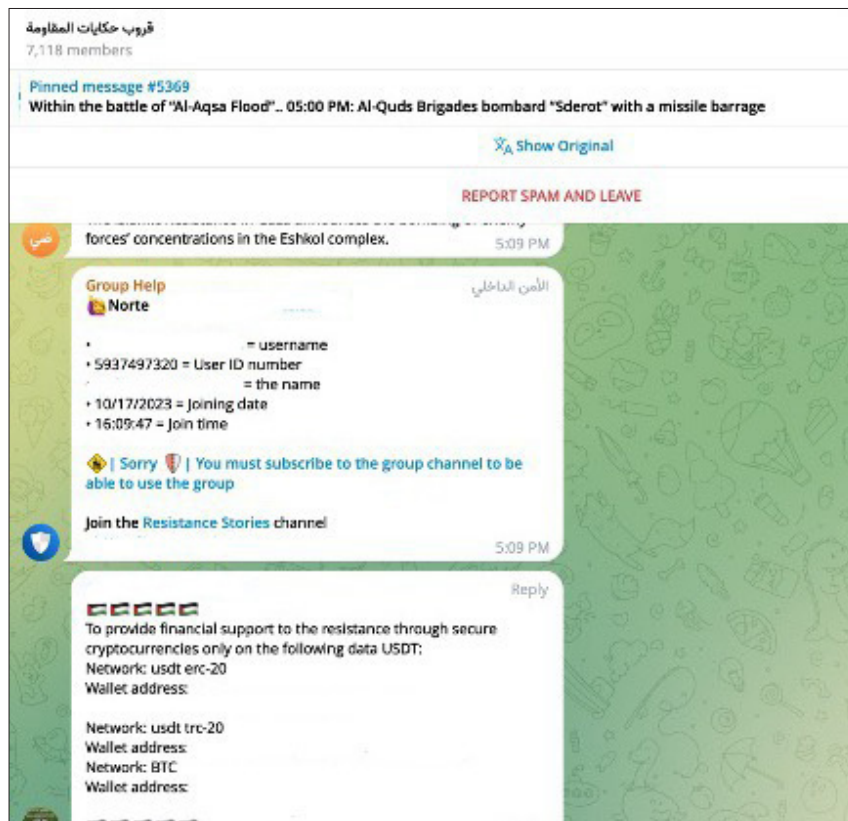 قروب حكايات المقاومة
7,118 members
Pinned message #5369
Within the battle of "Al-Aqsa Flood".. 05:00 PM: Al-Quds Brigades bombard "Sderot" with a missile barrage
Show Original
REPORT SPAM AND LEAVE
ضي
forces' concentrations in the Eshkol complex.
5:09 PM
Group Help
الأمن الداخلي
Norte
= username
• 5937497320 = User ID number
= the name
• 10/17/2023 = Joining date
• 16:09:47 = Join time
| Sorry | You must subscribe to the group channel to be
able to use the group
Join the Resistance Stories channel
5:09 PM
Reply
To provide financial support to the resistance through secure
cryptocurrencies only on the following data USDT:
Network: usdt erc-20
Wallet address:
Network: usdt trc-20
Wallet address:
Network: BTC
Wallet address: